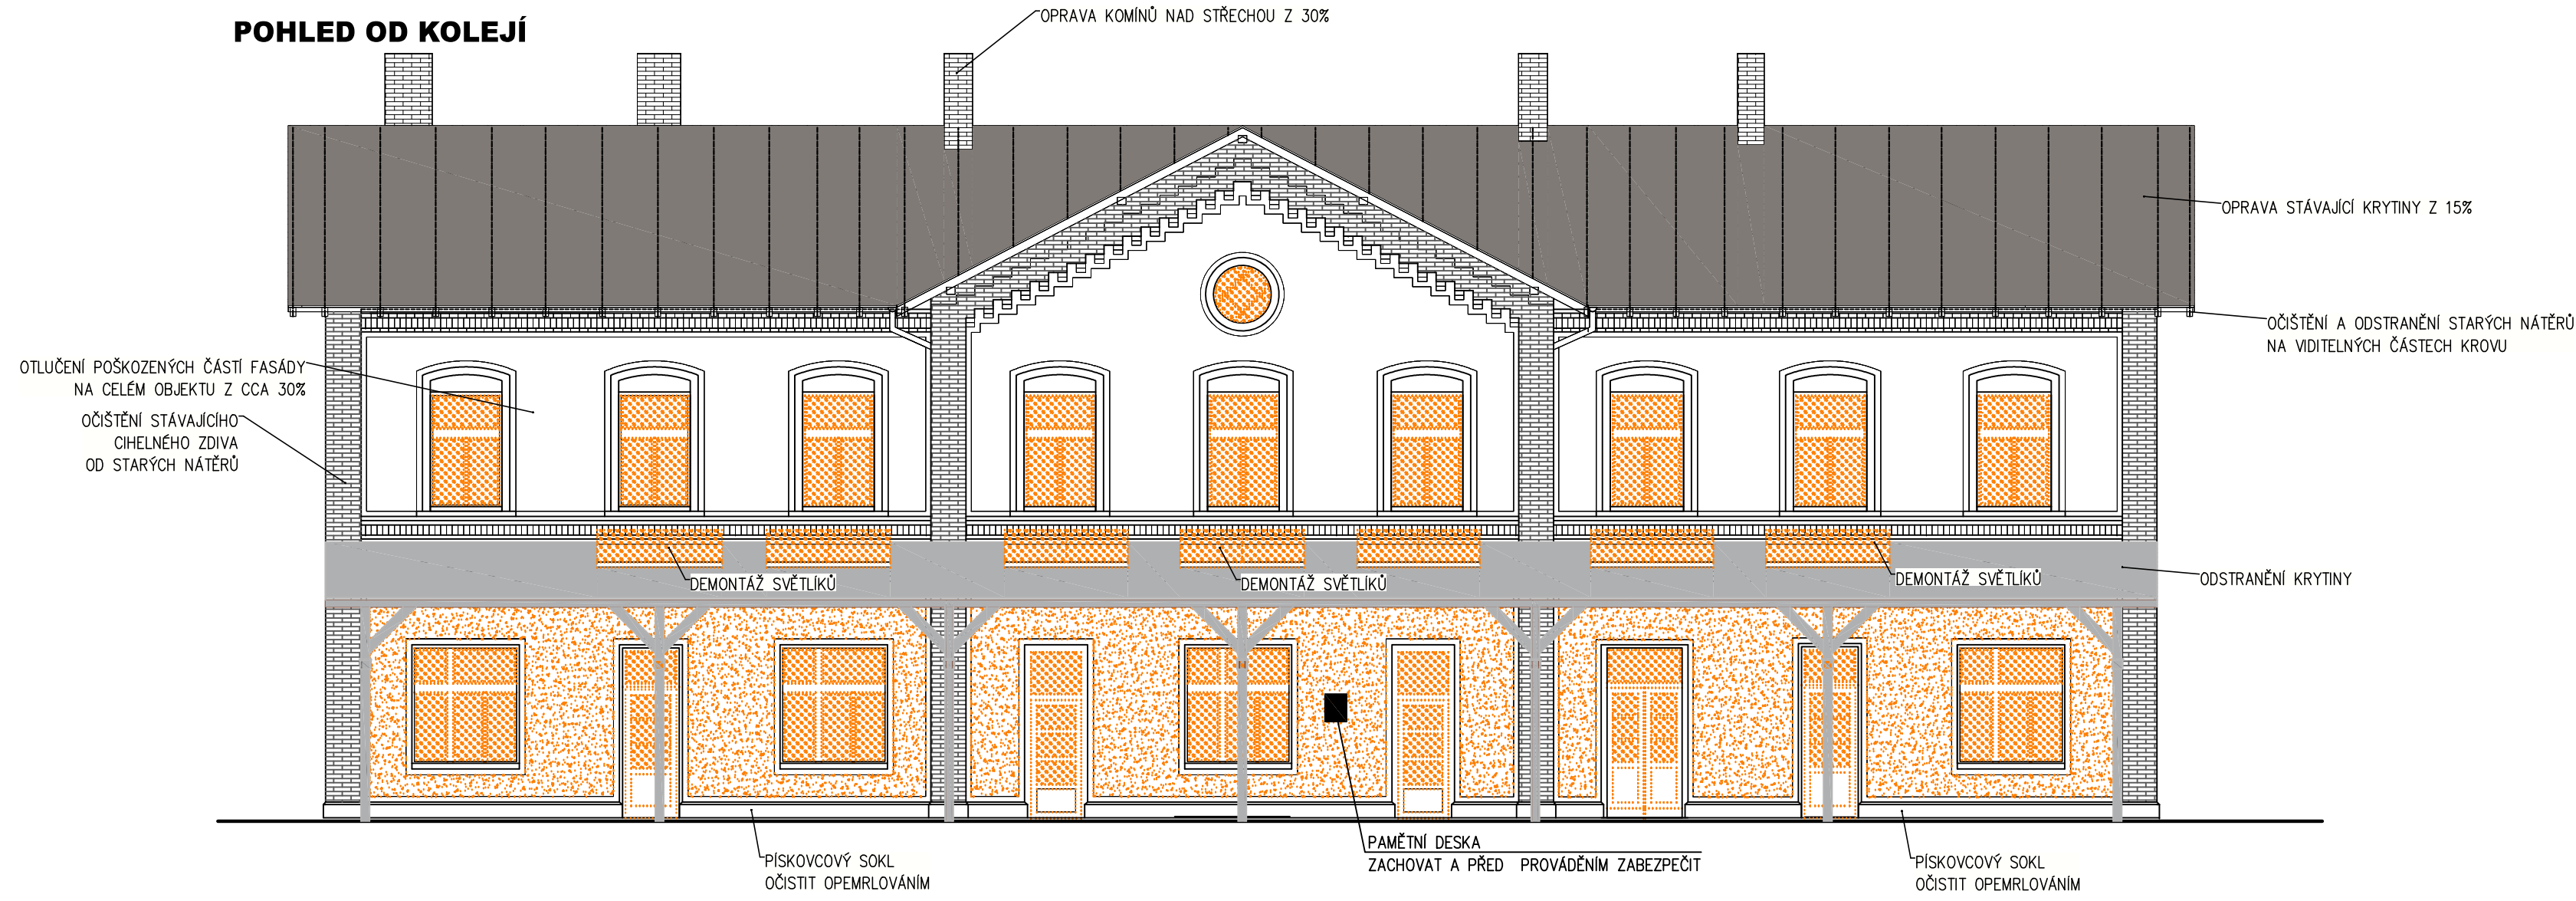 POHLED OD KOLEJÍ
OPRAVA KOMÍNŮ NAD STŘECHOU Z 30%
OPRAVA STÁVAJÍCÍ KRYTINY Z 15%
OČIŠTĚNÍ A ODSTRANĚNÍ STARÝCH NÁTĚRŮ
NA VIDITELNÝCH ČÁSTECH KROVU
OTLUČENÍ POŠKOZENÝCH ČÁSTÍ FASÁDY
NA CELÉM OBJEKTU Z CCA 30%
OČIŠTĚNÍ STÁVAJÍCÍHO
CIHELNÉHO ZDIVA
OD STARÝCH NÁTĚRŮ
DEMONTÁŽ SVĚTLÍKŮ
DEMONTÁŽ SVĚTLÍKŮ
DEMONTÁŽ SVĚTLÍKŮ
ODSTRANĚNÍ KRYTINY
PÍSKOVCOVÝ SOKL
OČISTIT OPEMRLOVÁNÍM
PAMĚTNÍ DESKA
ZACHOVAT A PŘED PROVÁDĚNÍM ZABEZPEČIT
PÍSKOVCOVÝ SOKL
OČISTIT OPEMRLOVÁNÍM